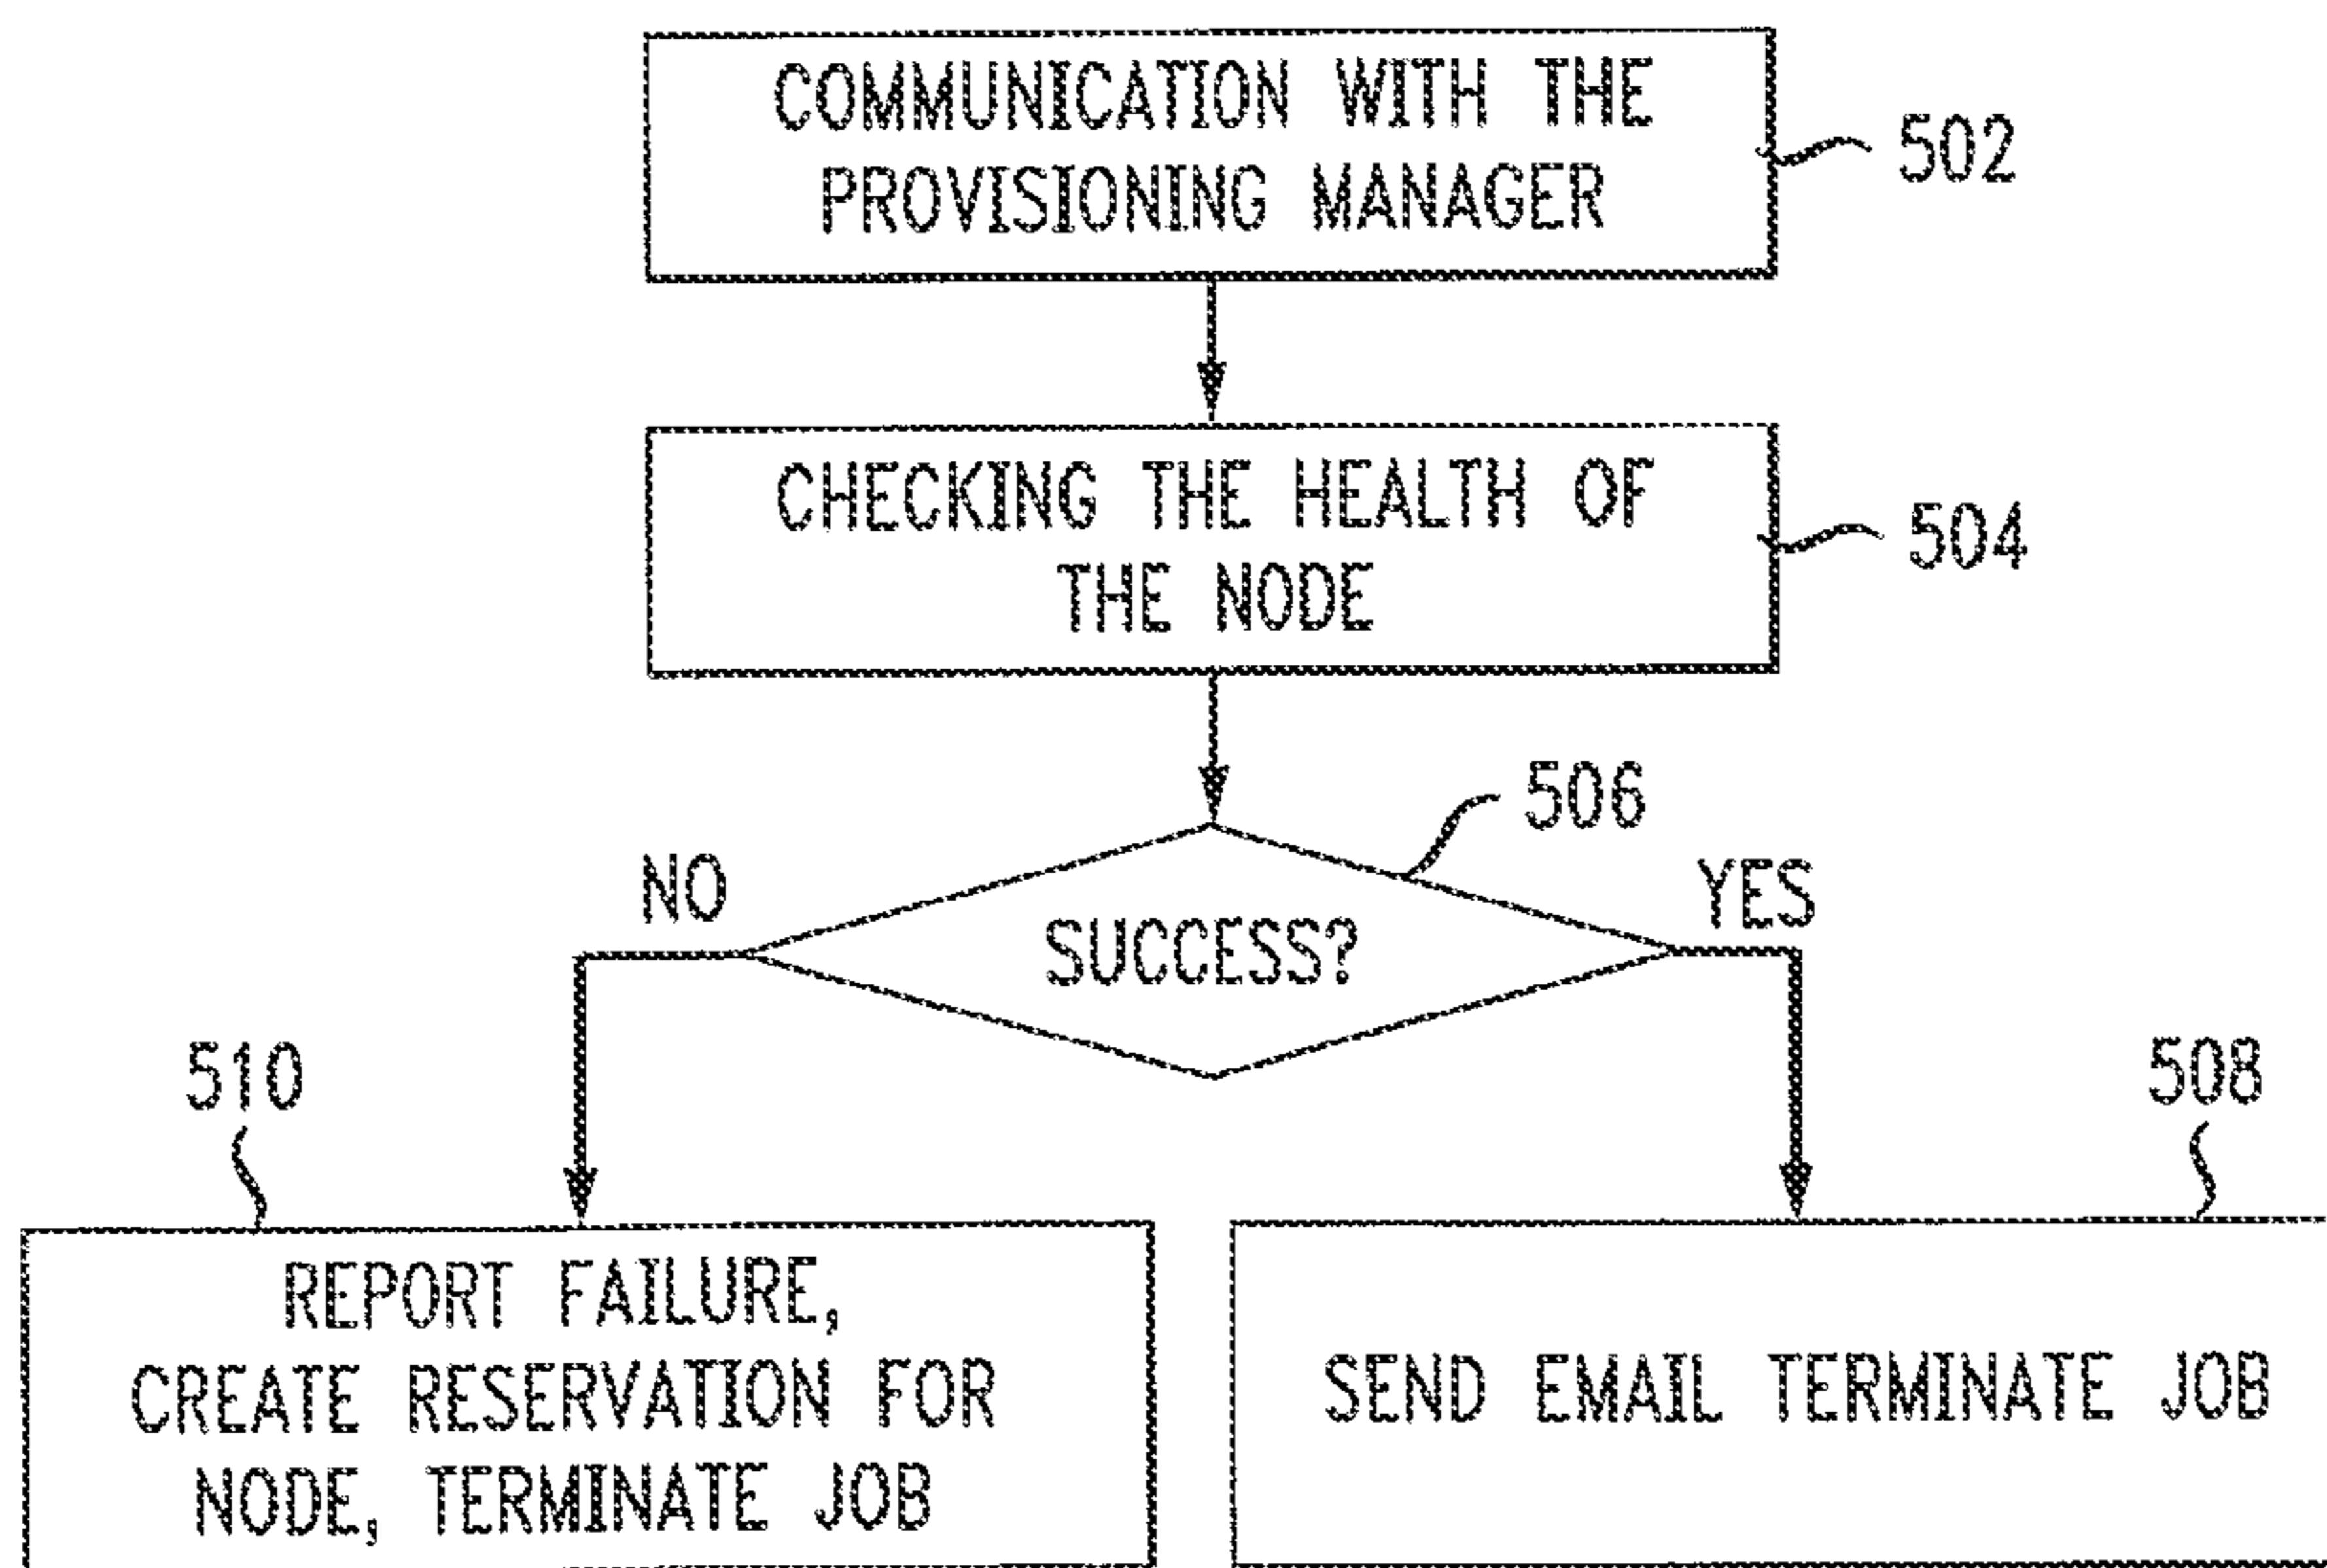 COMMUNICATION WITH THE
PROVISIONING MANAGER
502
CHECKING THE HEALTH OF
THE NODE
504
506
NO
YES
SUCCESS?
510
508
REPORT FAILURE,
CREATE RESERVATION FOR
NODE, TERMINATE JOB
SEND EMAIL TERMINATE JOB